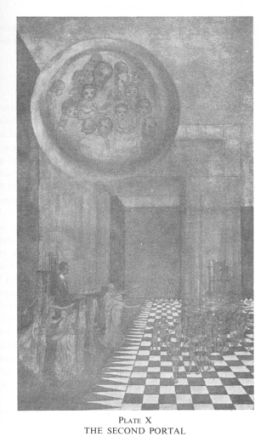 PLATE X
THE SECOND PORTAL